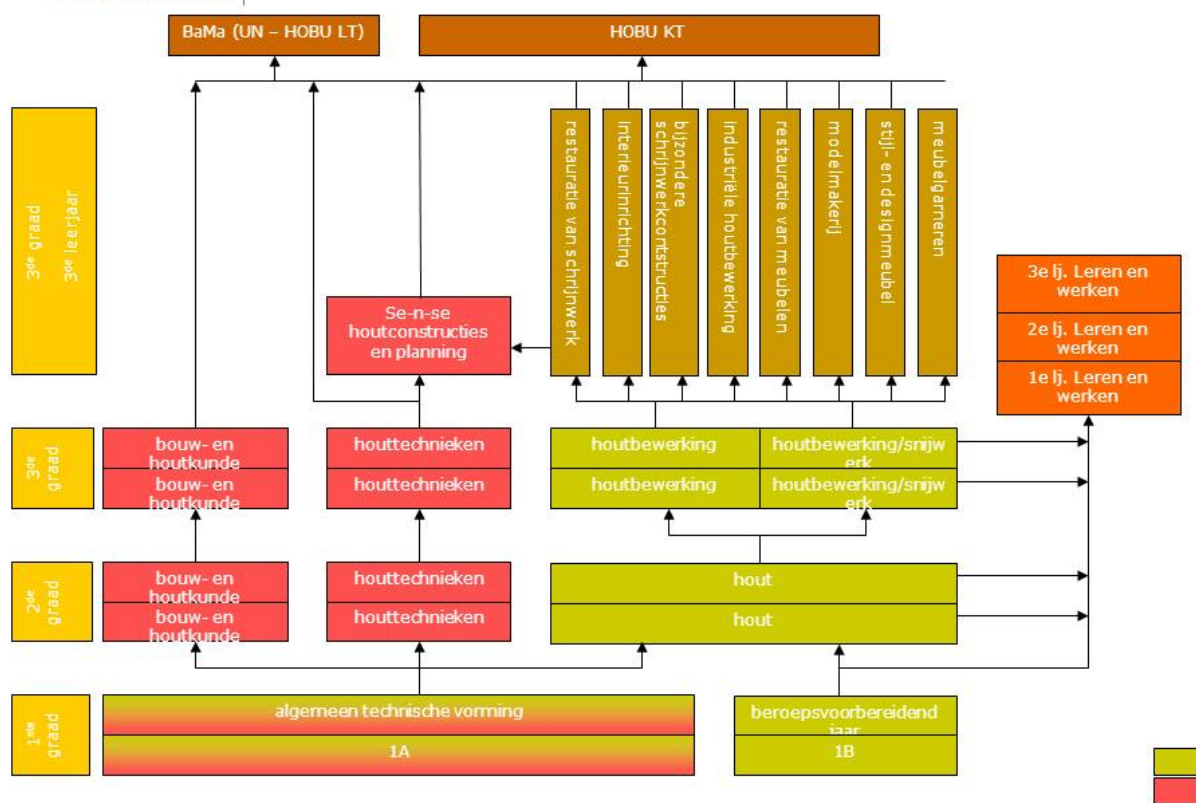 BaMa (UN – HOBU LT)
HOBU KT
3de graad
3de leerjaar
restauratie van schrijnwerk
interieurinrichting
bijzondere
schrijnwerkcontstructies
industriële houtbewerking
restauratie van meubelen
modelmakerij
stijl- en designmeubel
meubelgarneren
Se-n-se
houtconstructies
en planning
3e lj. Leren en
werken
2e lj. Leren en
werken
1e lj. Leren en
werken
3de
graad
bouw- en
houtkunde
bouw- en
houtkunde
houttechnieken
houttechnieken
houtbewerking
houtbewerking/snijw
erk
houtbewerking
houtbewerking/snijw
erk
2de
graad
bouw- en
houtkunde
bouw- en
houtkunde
houttechnieken
houttechnieken
hout
hout
1ste
graad
algemeen technische vorming
1A
beroepsvoorbereidend
jaar
1B